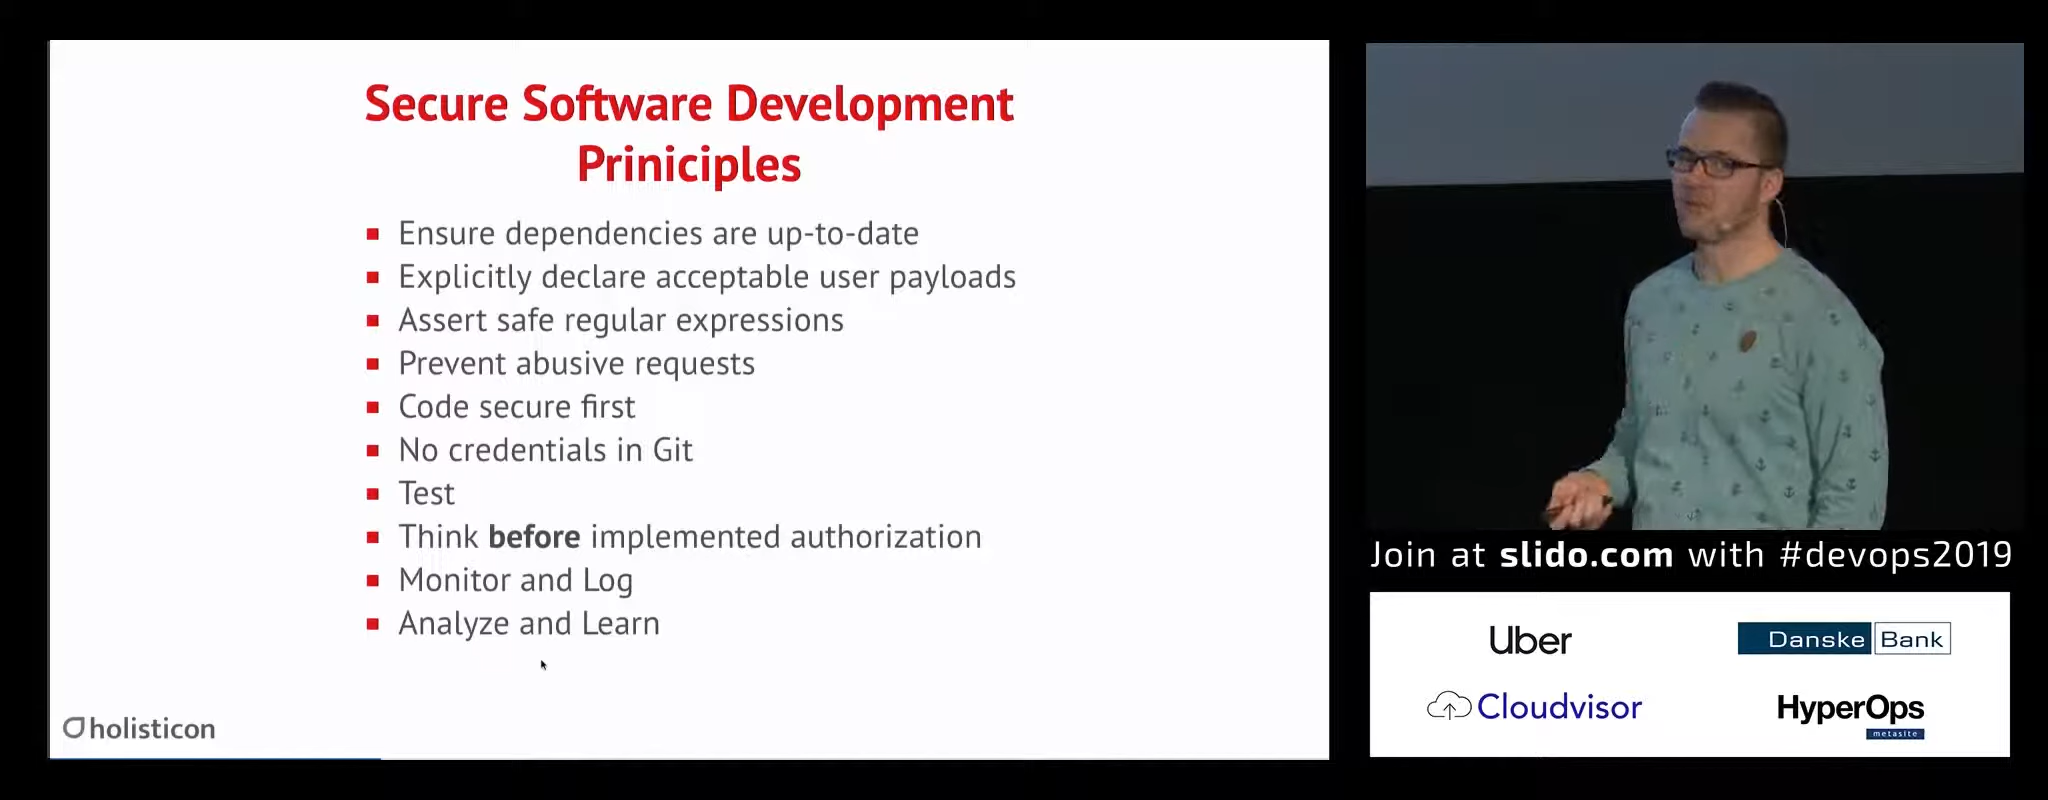 Secure Software Development
Priniciples
Ensure dependencies are up-to-date
Explicitly declare acceptable user payloads
Assert safe regular expressions
Prevent abusive requests
Code secure first
No credentials in Git
Test
Think before implemented authorization
Monitor and Log
Analyze and Learn
holisticon
Join at slido.com with #devops2019
Uber
Danske Bank
Cloudvisor
HyperOps
metasite